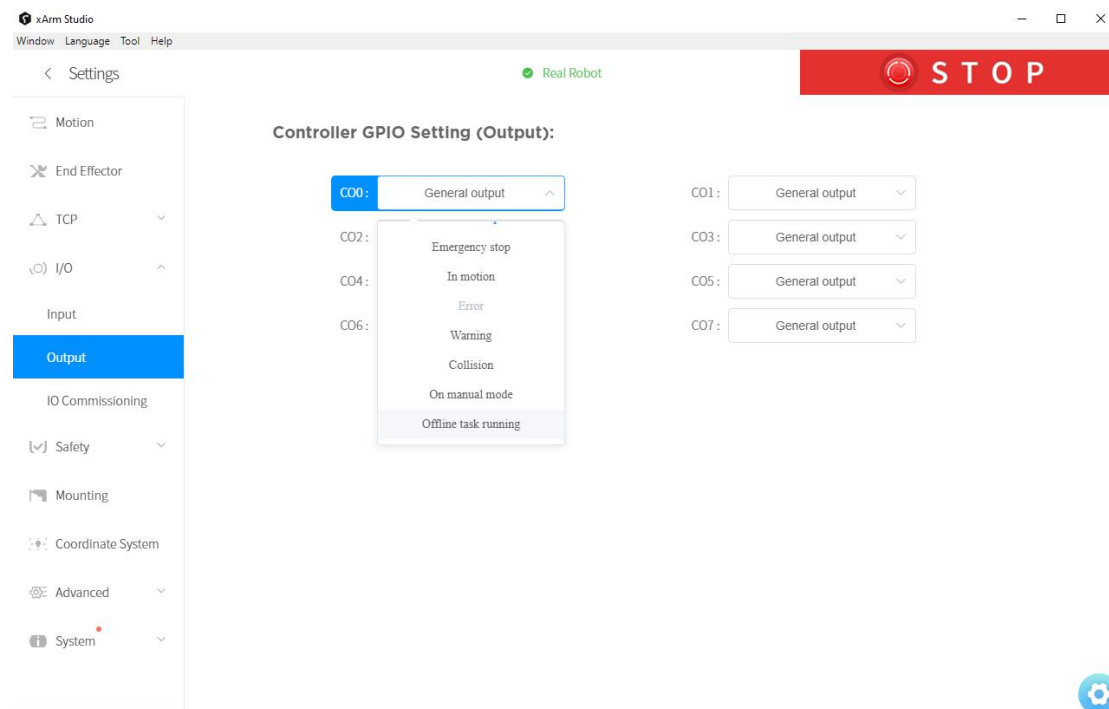 xArm Studio
Window Language Tool Help
Settings
Real Robot
STOP
Motion
End Effector
TCP
I/O
Input
Output
IO Commissioning
Safety
Mounting
Coordinate System
Advanced
System
Controller GPIO Setting (Output):
CO0: General output
CO1: General output
CO2:
CO3: General output
CO4:
CO5: General output
CO6:
CO7: General output
Emergency stop
In motion
Error
Warning
Collision
On manual mode
Offline task running